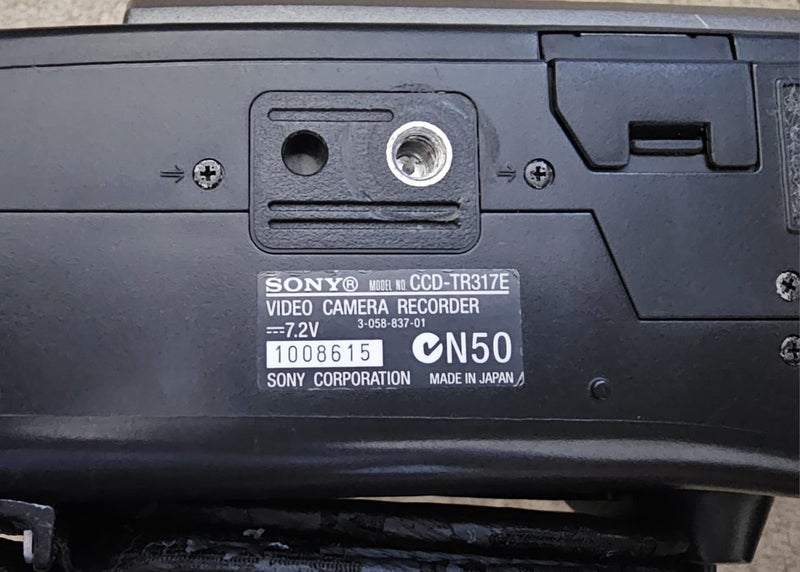 SONY® MODEL NO. CCD-TR317E
VIDEO CAMERA RECORDER
3-058-837-01
⎓7.2V
1008615 N50
SONY CORPORATION MADE IN JAPAN